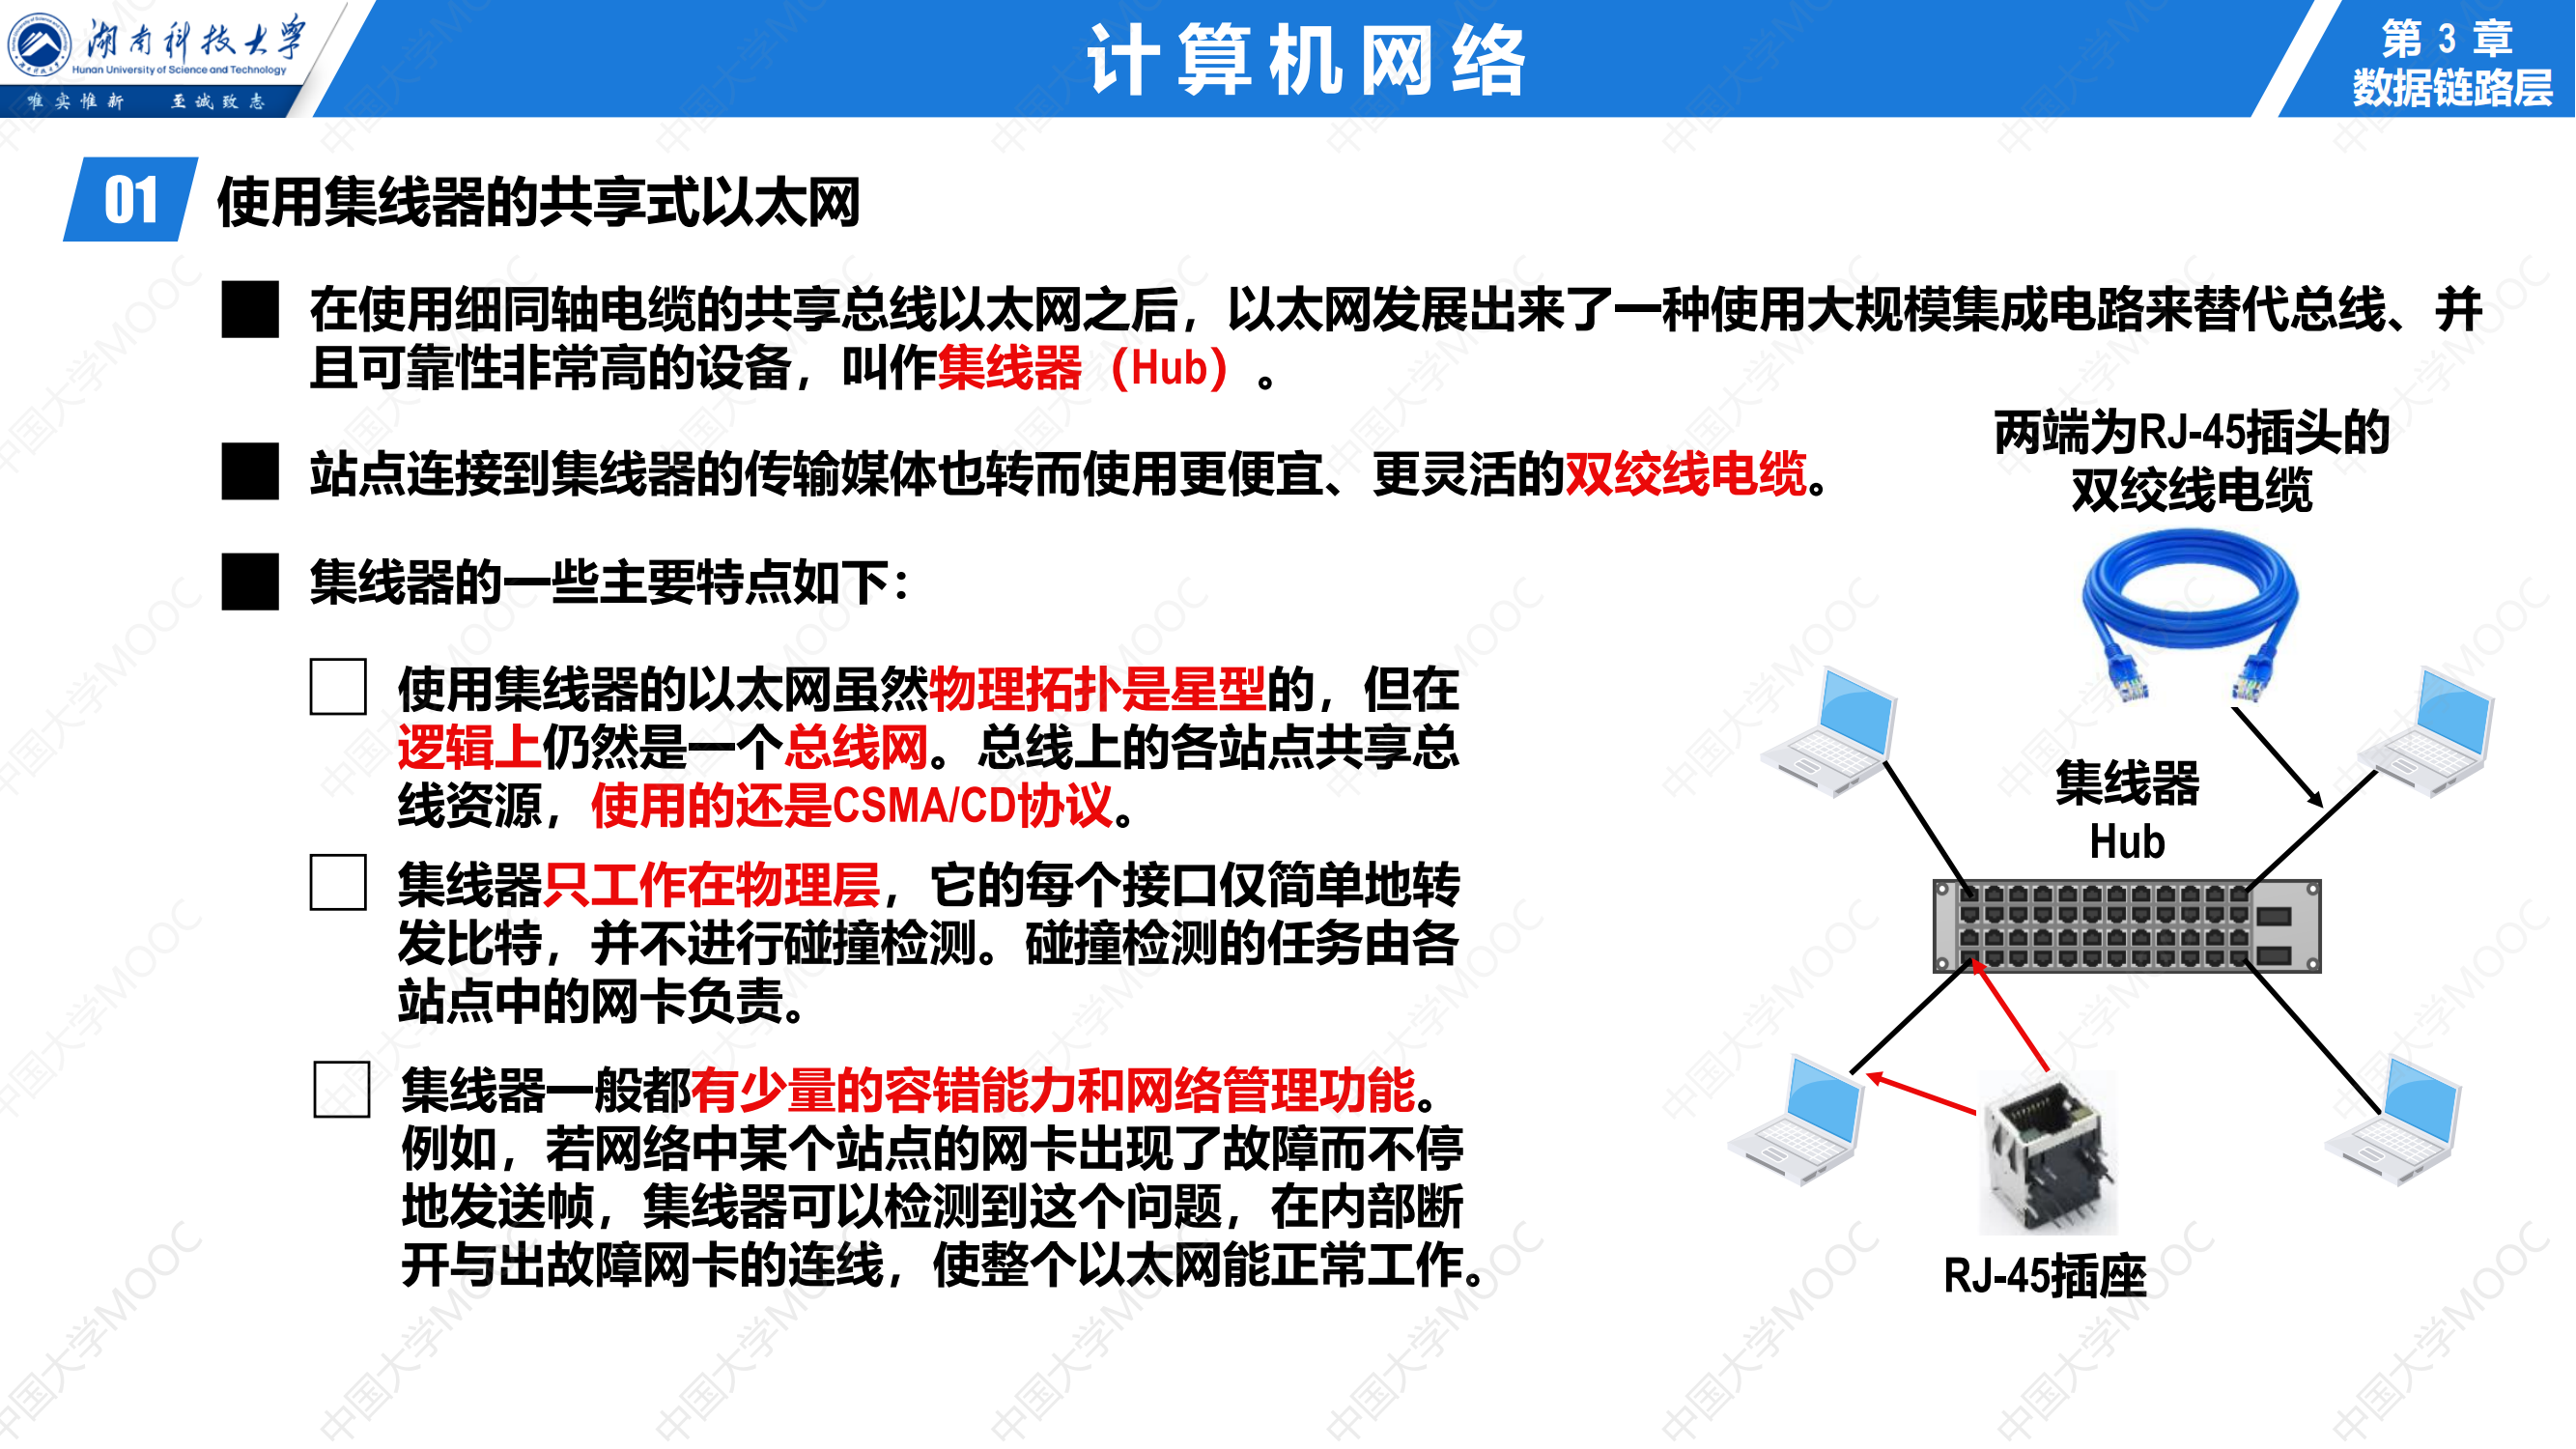 湖南科技大学
Hunan University of Science and Technology
唯实惟新 至诚致志
计算机网络
第 3 章
数据链路层
01 使用集线器的共享式以太网
在使用细同轴电缆的共享总线以太网之后，以太网发展出来了一种使用大规模集成电路来替代总线、并
且可靠性非常高的设备，叫作集线器（Hub）。
站点连接到集线器的传输媒体也转而使用更便宜、更灵活的双绞线电缆。
集线器的一些主要特点如下：
使用集线器的以太网虽然物理拓扑是星型的，但在
逻辑上仍然是一个总线网。总线上的各站点共享总
线资源，使用的还是CSMA/CD协议。
集线器只工作在物理层，它的每个接口仅简单地转
发比特，并不进行碰撞检测。碰撞检测的任务由各
站点中的网卡负责。
集线器一般都有少量的容错能力和网络管理功能。
例如，若网络中某个站点的网卡出现了故障而不停
地发送帧，集线器可以检测到这个问题，在内部断
开与出故障网卡的连线，使整个以太网能正常工作。
两端为RJ-45插头的
双绞线电缆
集线器
Hub
RJ-45插座
中国大学MOOC